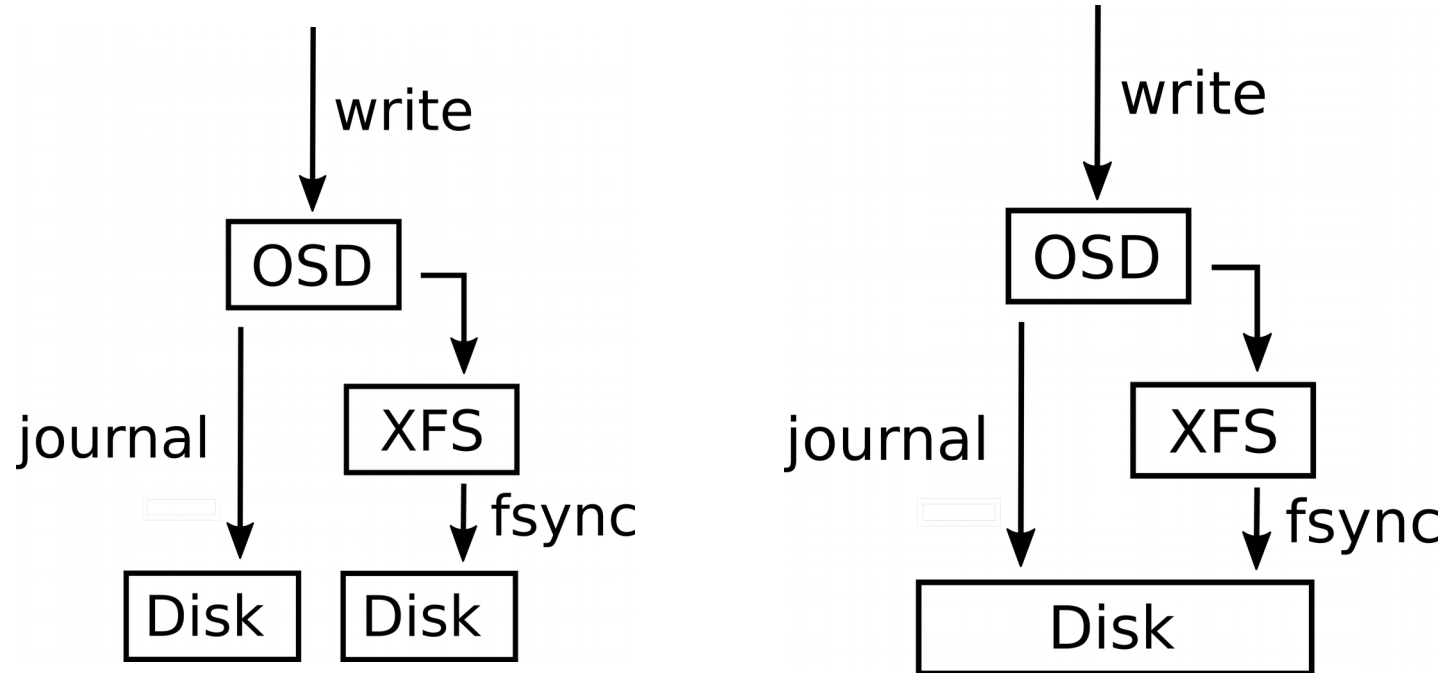 write
OSD
journal
XFS
fsync
Disk
Disk
write
OSD
journal
XFS
fsync
Disk